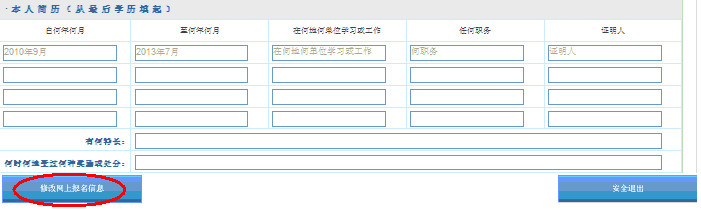 ·本人简历（从最后学历填起）
自何年何月 至何年何月 在何地何单位学习或工作 任何职务 证明人
2010年9月 2013年7月 在何地何单位学习或工作 何职务 证明人
有何特长：
何时何地受过何种奖励或处分：
修改网上报名信息 安全退出